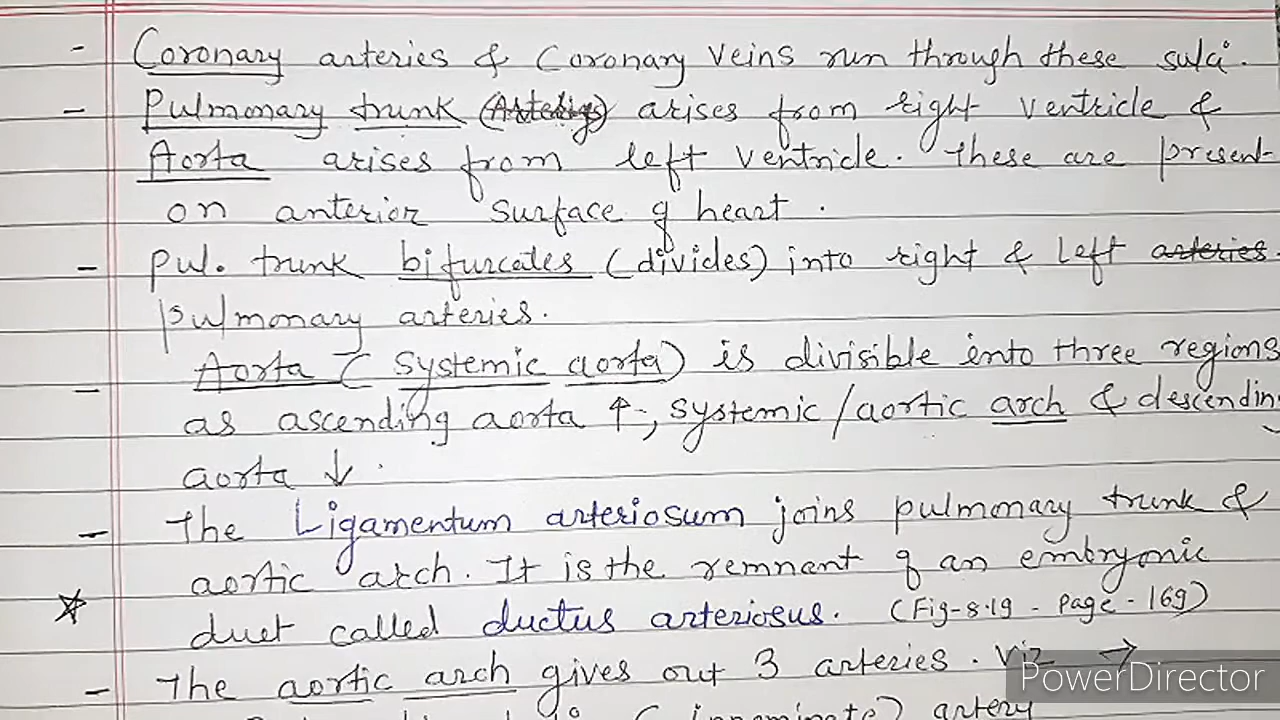 - Coronary arteries & Coronary Veins run through these sulci.
- Pulmonary trunk (Arteries) arises from right ventricle &
Aorta arises from left ventricle. These are present
on anterior surface of heart.
- Pul. trunk bifurcates (divides) into right & left arteries.
pulmonary arteries.
- Aorta (Systemic aorta) is divisible into three regions
as ascending aorta ↑, systemic/aortic arch & descendin
aorta ↓.
- The Ligamentum arteriosum joins pulmonary trunk &
aortic arch. It is the remnant of an embryonic
☆ duct called ductus arteriosus. (Fig-8.19 - Page - 169)
- The aortic arch gives out 3 arteries. Viz →
(innominate) artery
PowerDirector